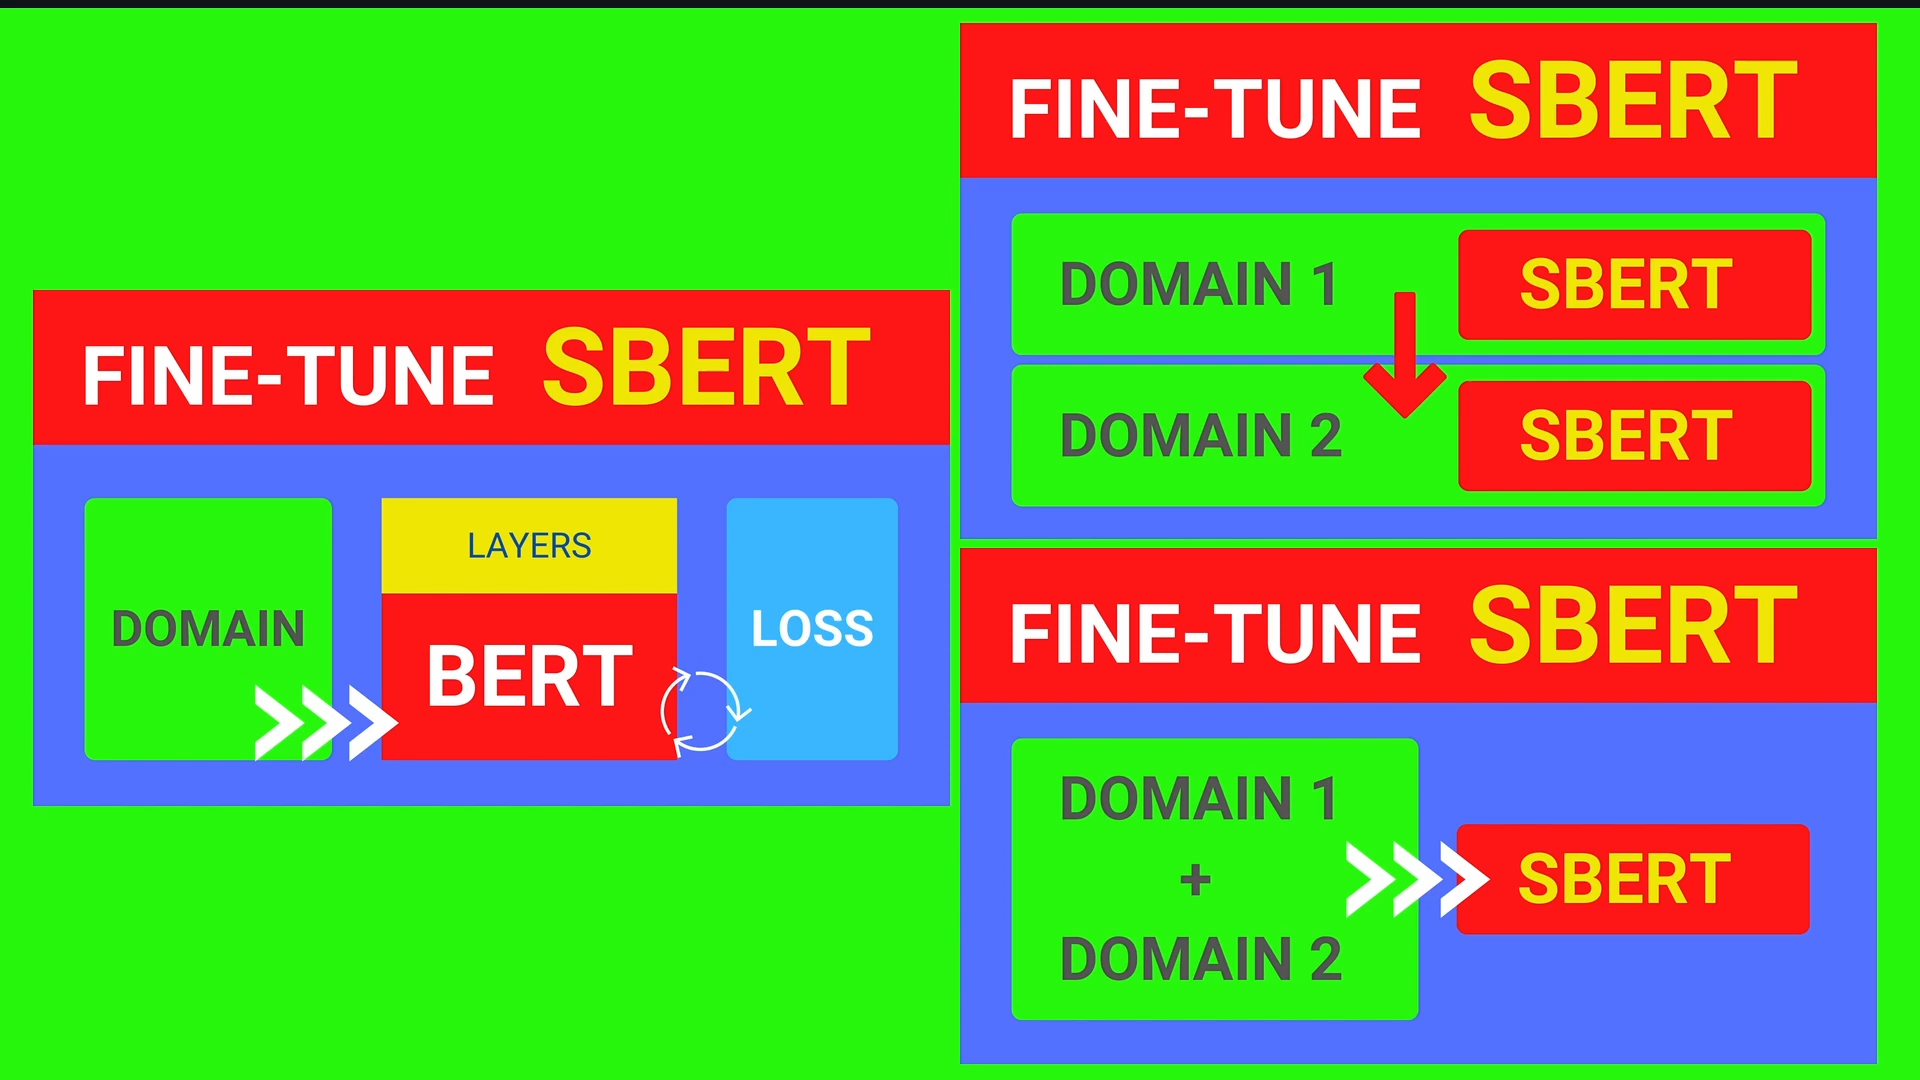 FINE-TUNE SBERT
LAYERS
DOMAIN
BERT
LOSS
FINE-TUNE SBERT
DOMAIN 1 SBERT
DOMAIN 2 SBERT
FINE-TUNE SBERT
DOMAIN 1
+
SBERT
DOMAIN 2